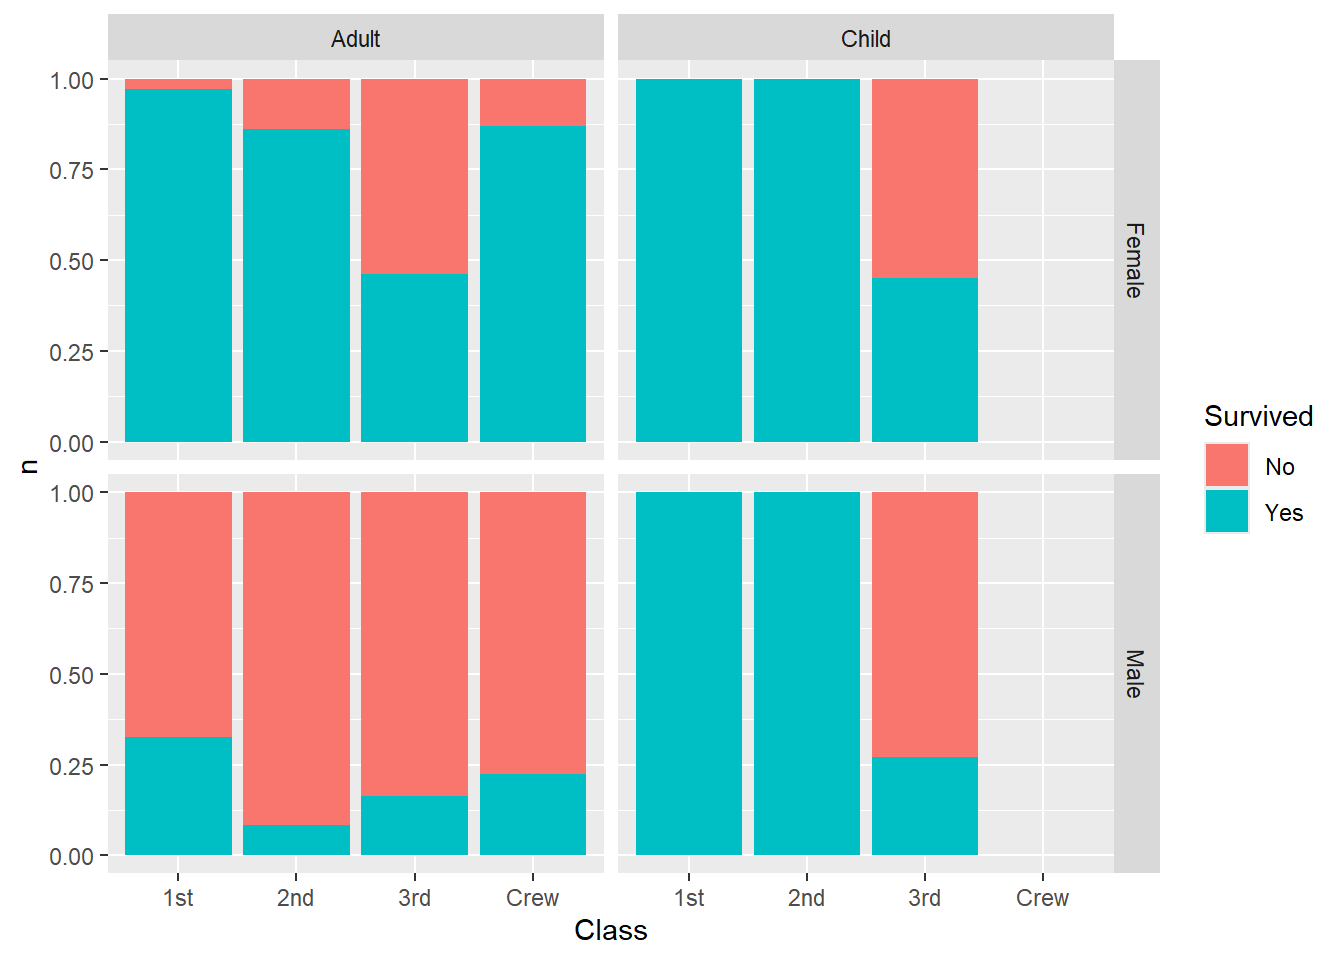 Adult Child
1.00
0.75
0.50
0.25
0.00
Female
n
1.00
0.75
0.50
0.25
0.00
Male
1st 2nd 3rd Crew 1st 2nd 3rd Crew
Class
Survived
No
Yes